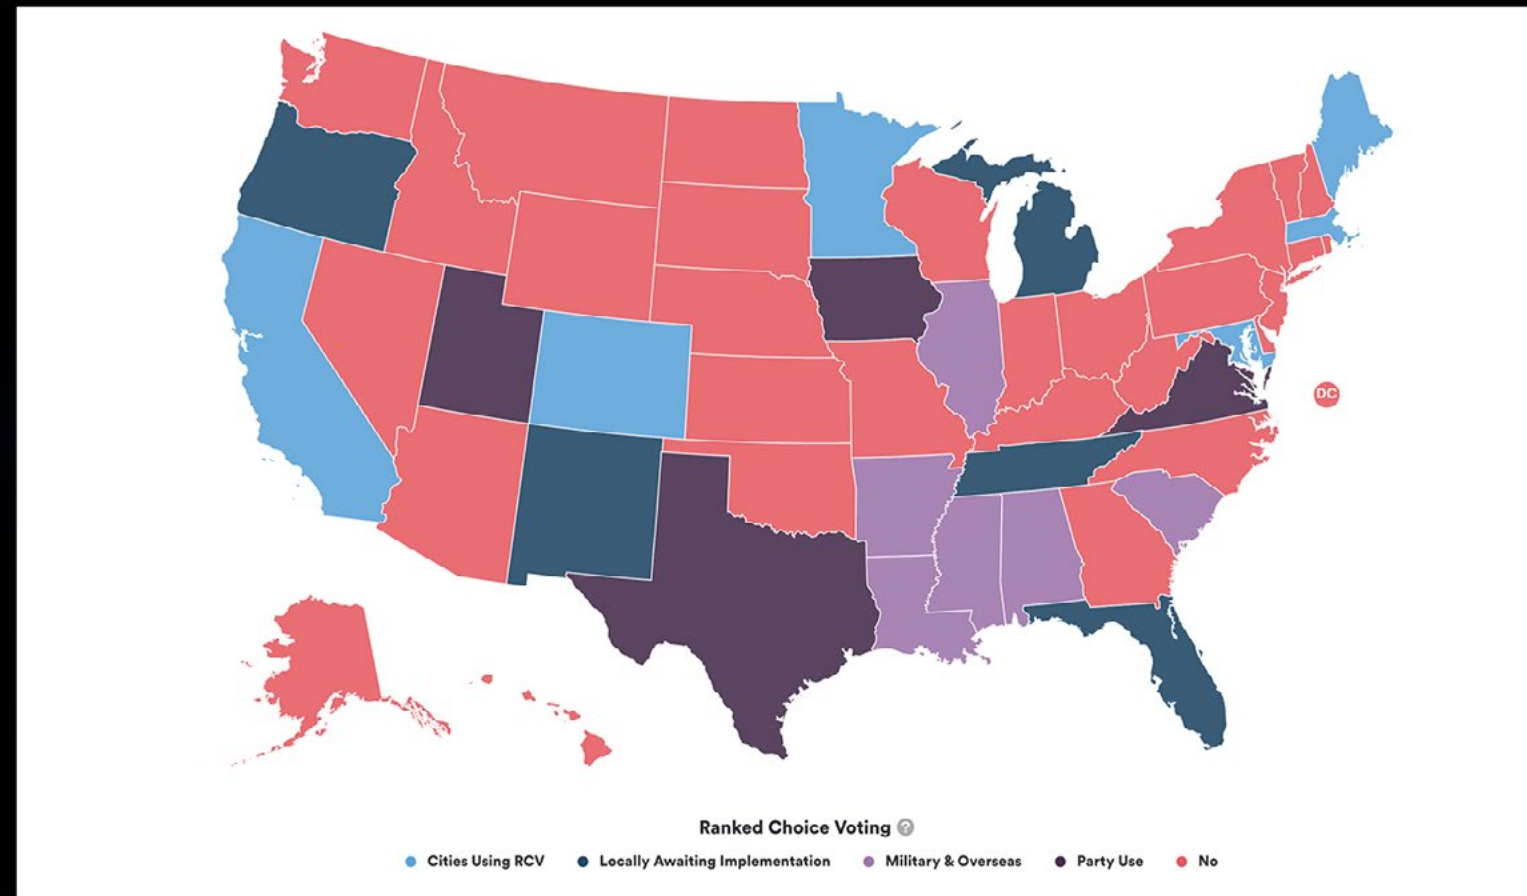 DC
Ranked Choice Voting ?
Cities Using RCV Locally Awaiting Implementation Military & Overseas Party Use No